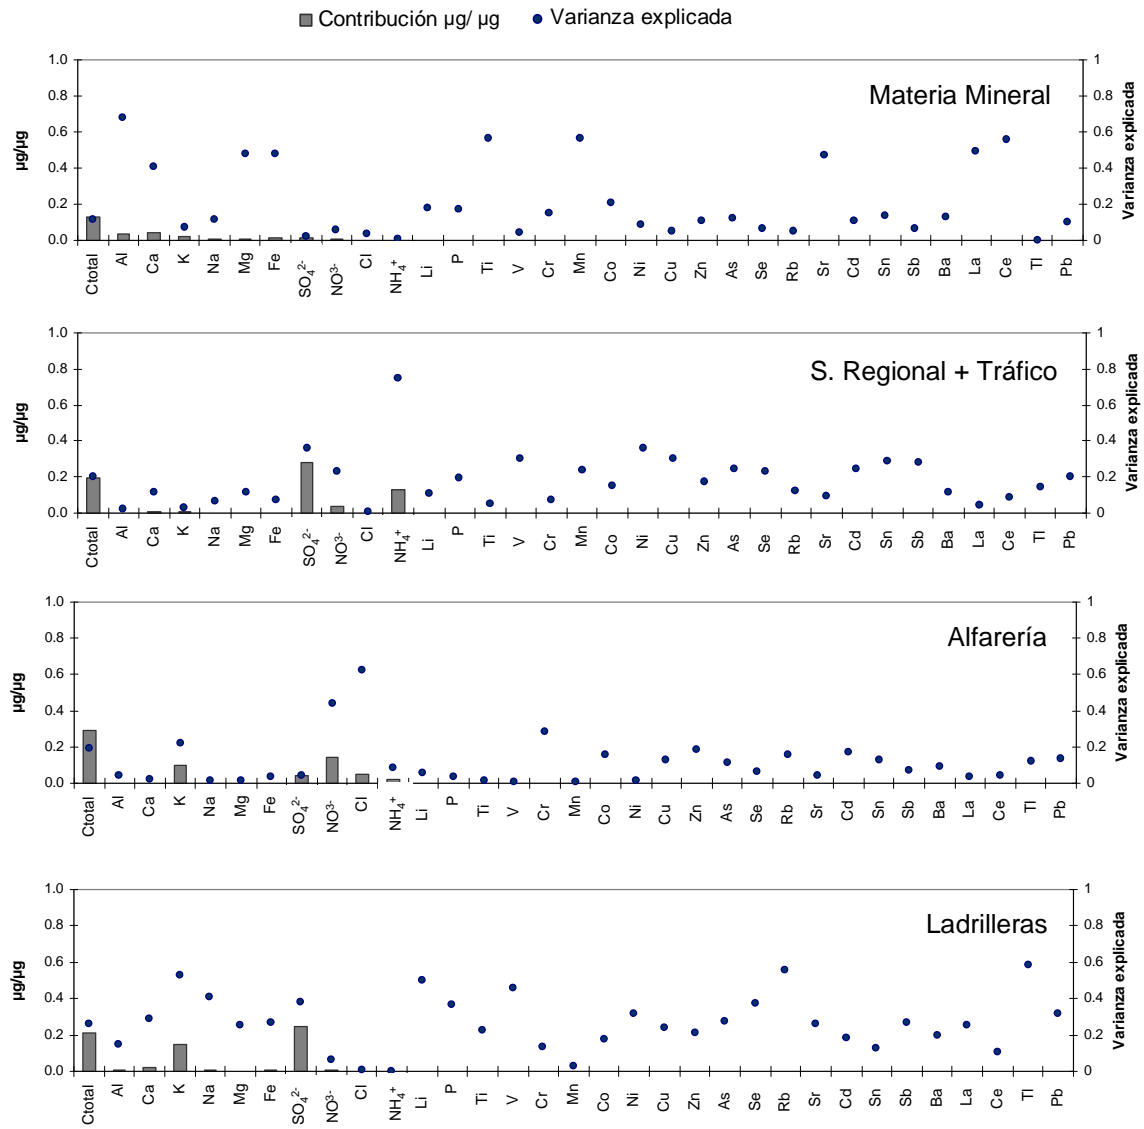 Contribución µg/ µg Varianza explicada
Materia Mineral
µg/µg
1.0 0.8 0.6 0.4 0.2 0.0
1 0.8 0.6 0.4 0.2 0
Varianza explicada
Ctotal Al Ca K Na Mg Fe SO₄²⁻ NO³⁻ Cl NH₄⁺ Li P Ti V Cr Mn Co Ni Cu Zn As Se Rb Sr Cd Sn Sb Ba La Ce Tl Pb
S. Regional + Tráfico
µg/µg
1.0 0.8 0.6 0.4 0.2 0.0
1 0.8 0.6 0.4 0.2 0
Varianza explicada
Ctotal Al Ca K Na Mg Fe SO₄²⁻ NO³⁻ Cl NH₄⁺ Li P Ti V Cr Mn Co Ni Cu Zn As Se Rb Sr Cd Sn Sb Ba La Ce Tl Pb
Alfarería
µg/µg
1.0 0.8 0.6 0.4 0.2 0.0
1 0.8 0.6 0.4 0.2 0
Varianza explicada
Ctotal Al Ca K Na Mg Fe SO₄²⁻ NO³⁻ Cl NH₄⁺ Li P Ti V Cr Mn Co Ni Cu Zn As Se Rb Sr Cd Sn Sb Ba La Ce Tl Pb
Ladrilleras
µg/µg
1.0 0.8 0.6 0.4 0.2 0.0
1 0.8 0.6 0.4 0.2 0
Varianza explicada
Ctotal Al Ca K Na Mg Fe SO₄²⁻ NO³⁻ Cl NH₄⁺ Li P Ti V Cr Mn Co Ni Cu Zn As Se Rb Sr Cd Sn Sb Ba La Ce Tl Pb